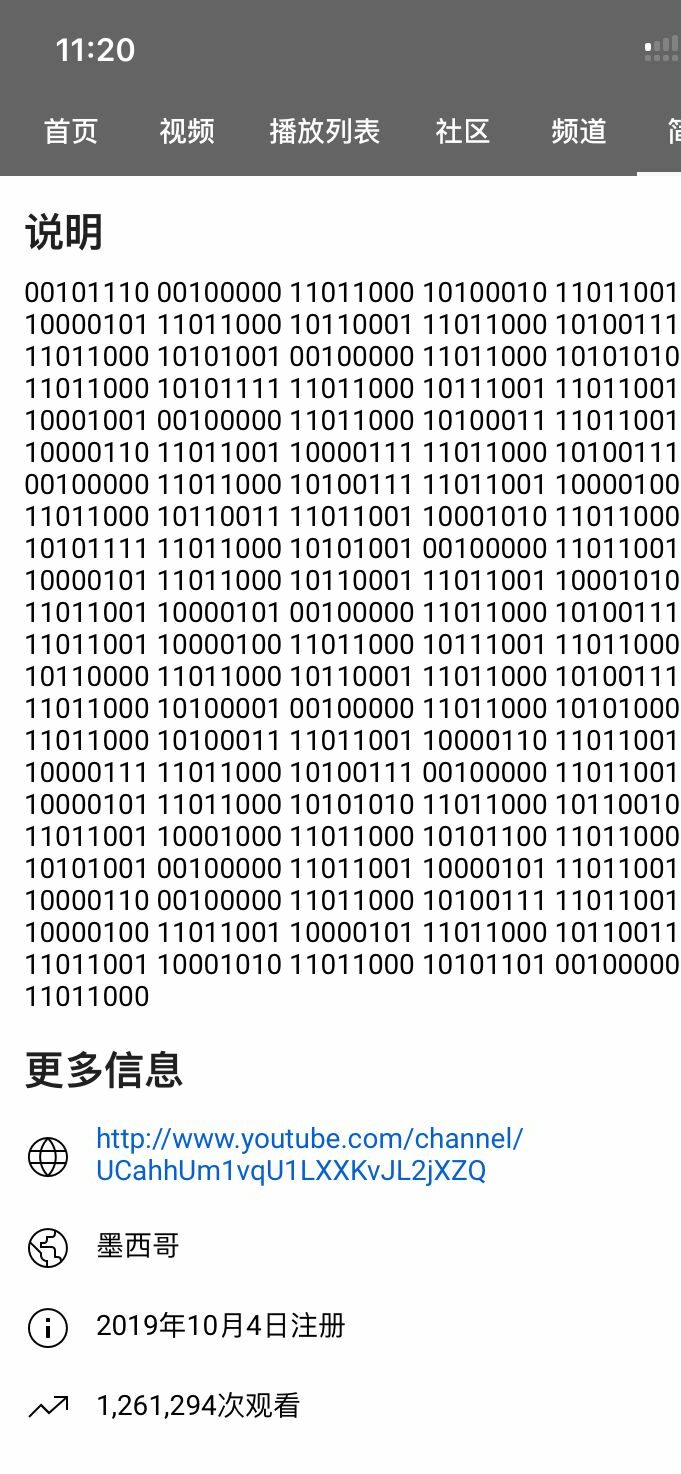 11:20
首页 视频 播放列表 社区 频道
说明
00101110 00100000 11011000 10100010 11011001
10000101 11011000 10110001 11011000 10100111
11011000 10101001 00100000 11011000 10101010
11011000 10101111 11011000 10111001 11011001
10001001 00100000 11011000 10100011 11011001
10000110 11011001 10000111 11011000 10100111
00100000 11011000 10100111 11011001 10000100
11011000 10110011 11011001 10001010 11011000
10101111 11011000 10101001 00100000 11011001
10000101 11011000 10110001 11011001 10001010
11011001 10000101 00100000 11011000 10100111
11011001 10000100 11011000 10111001 11011000
10110000 11011000 10110001 11011000 10100111
11011000 10100001 00100000 11011000 10101000
11011000 10100011 11011001 10000110 11011001
10000111 11011000 10100111 00100000 11011001
10000101 11011000 10101010 11011000 10110010
11011001 10001000 11011000 10101100 11011000
10101001 00100000 11011001 10000101 11011001
10000110 00100000 11011000 10100111 11011001
10000100 11011001 10000101 11011000 10110011
11011001 10001010 11011000 10101101 00100000
11011000
更多信息
http://www.youtube.com/channel/
UCahhUm1vqU1LXXKvJL2jXZQ
墨西哥
2019年10月4日注册
1,261,294次观看